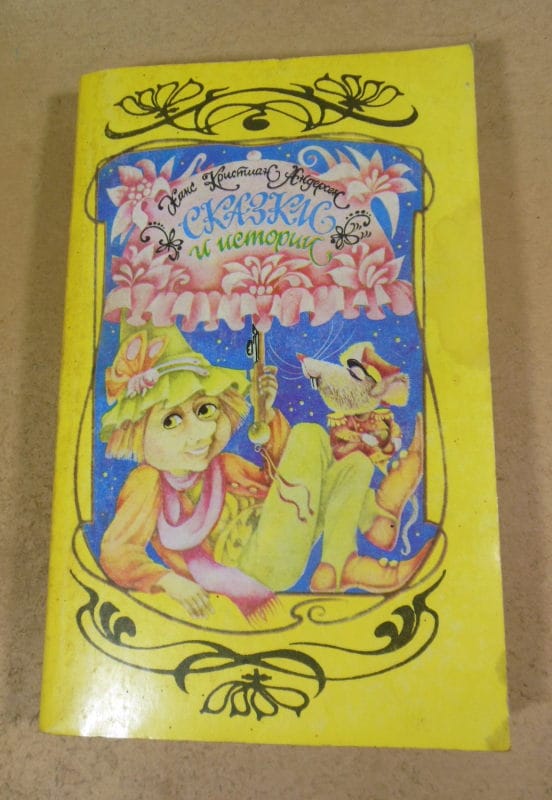 Ханс Кристиан Андерсен
СКАЗКИ
и истории